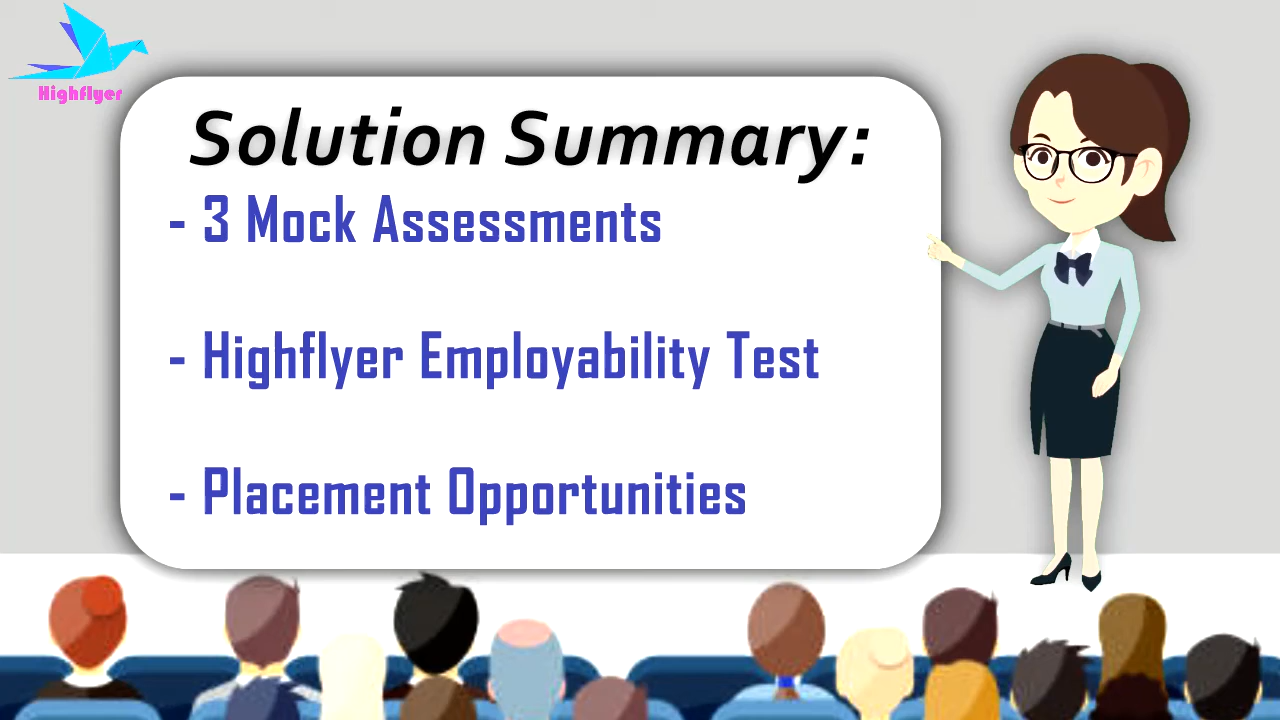 Highflyer
Solution Summary:
- 3 Mock Assessments
- Highflyer Employability Test
- Placement Opportunities